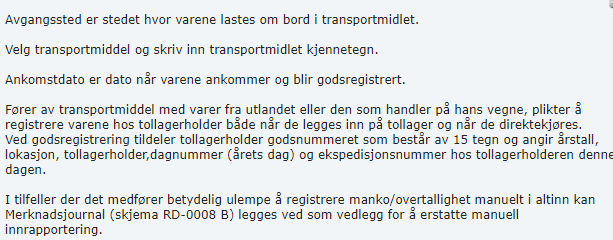 Avgangssted er stedet hvor varene lastes om bord i transportmidlet.
Velg transportmiddel og skriv inn transportmidlet kjennetegn.
Ankomstdato er dato når varene ankommer og blir godsregistrert.
Fører av transportmiddel med varer fra utlandet eller den som handler på hans vegne, plikter å
registrere varene hos tollagerholder både når de legges inn på tollager og når de direktekjøres.
Ved godsregistrering tildeler tollagerholder godsnummeret som består av 15 tegn og angir årstall,
lokasjon, tollagerholder,dagnummer (årets dag) og ekspedisjonsnummer hos tollagerholderen denne
dagen.
I tilfeller der det medfører betydelig ulempe å registrere manko/overtallighet manuelt i altinn kan
Merknadsjournal (skjema RD-0008 B) legges ved som vedlegg for å erstatte manuell
innrapportering.